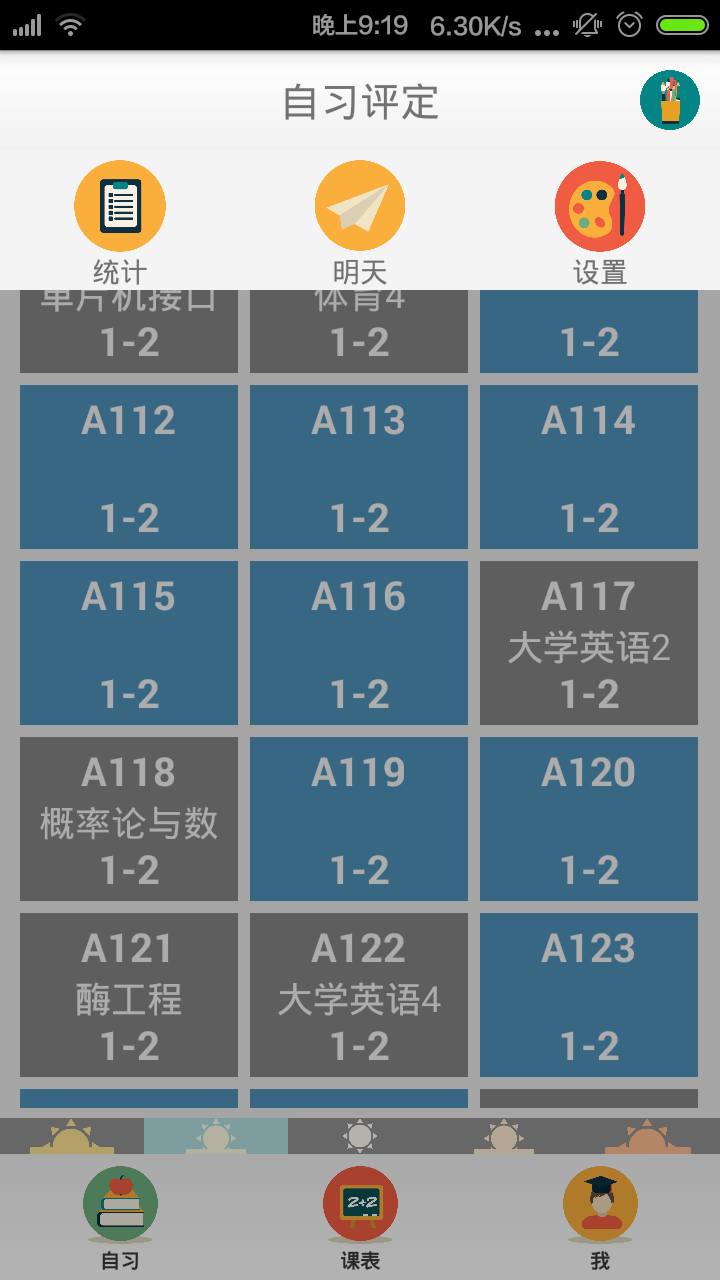 晚上9:19 6.30K/s ...
自习评定
统计 明天 设置
单片机接口 体育4
1-2 1-2 1-2
A112 A113 A114
1-2 1-2 1-2
A115 A116 A117
大学英语2
1-2 1-2 1-2
A118 A119 A120
概率论与数
1-2 1-2 1-2
A121 A122 A123
酶工程 大学英语4
1-2 1-2 1-2
2+2
自习 课表 我